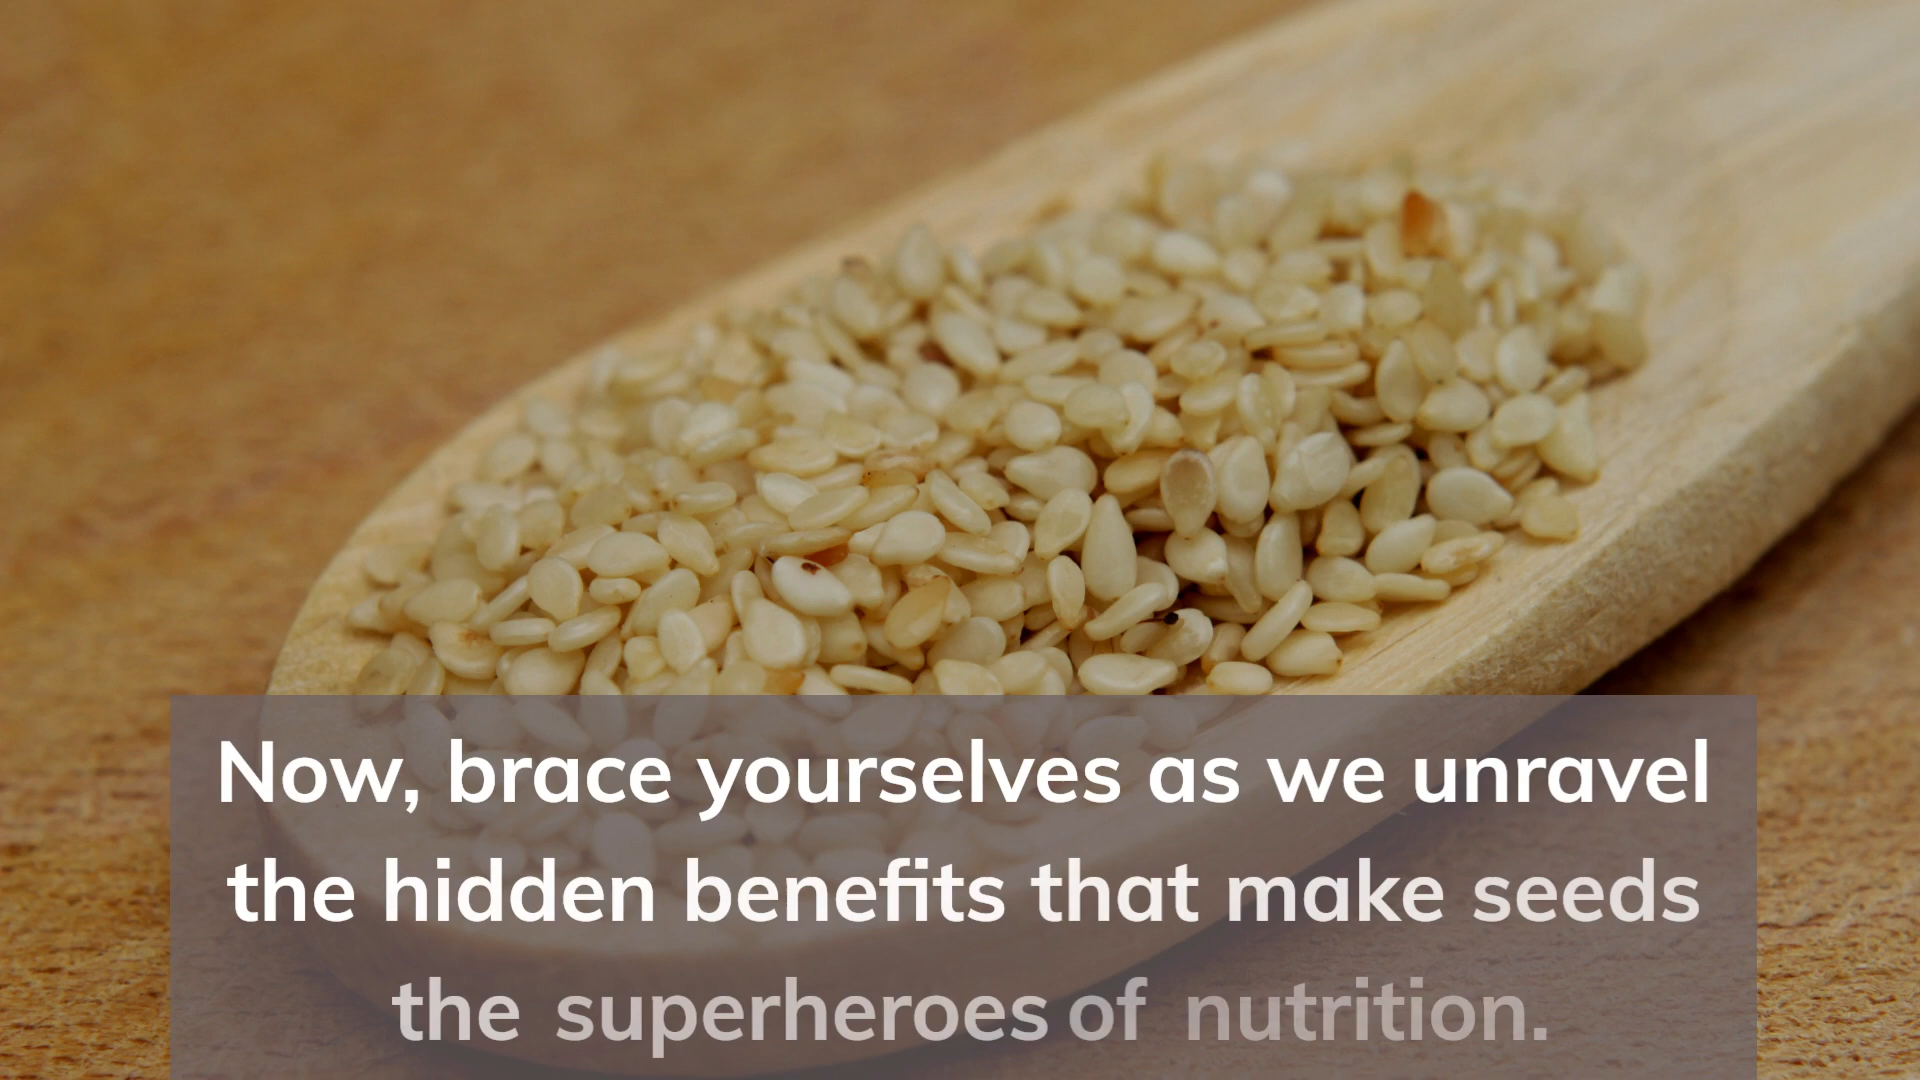 Now, brace yourselves as we unravel
the hidden benefits that make seeds
the superheroes of nutrition.